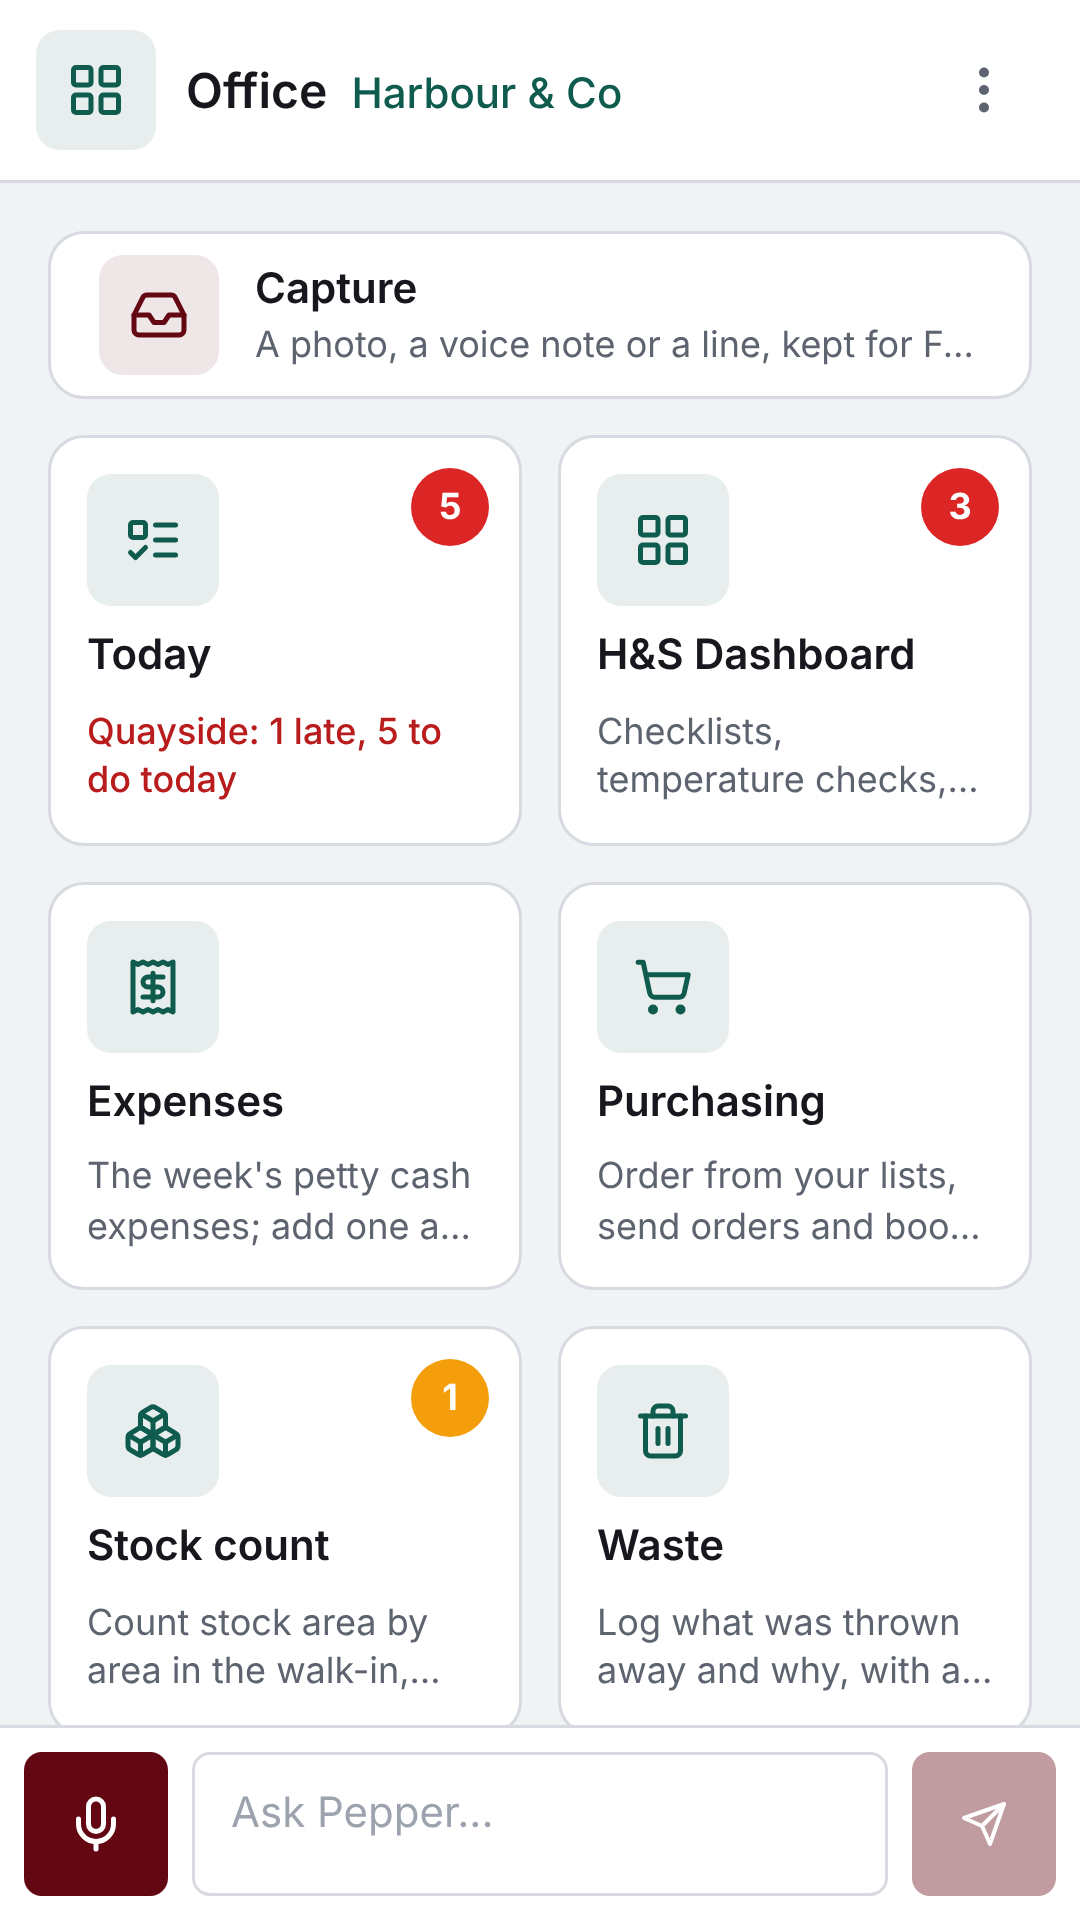 Office Harbour & Co
Capture
A photo, a voice note or a line, kept for F...
5
Today
Quayside: 1 late, 5 to
do today
3
H&S Dashboard
Checklists,
temperature checks,...
Expenses
The week's petty cash
expenses; add one a...
Purchasing
Order from your lists,
send orders and boo...
1
Stock count
Count stock area by
area in the walk-in,...
Waste
Log what was thrown
away and why, with a...
Ask Pepper...